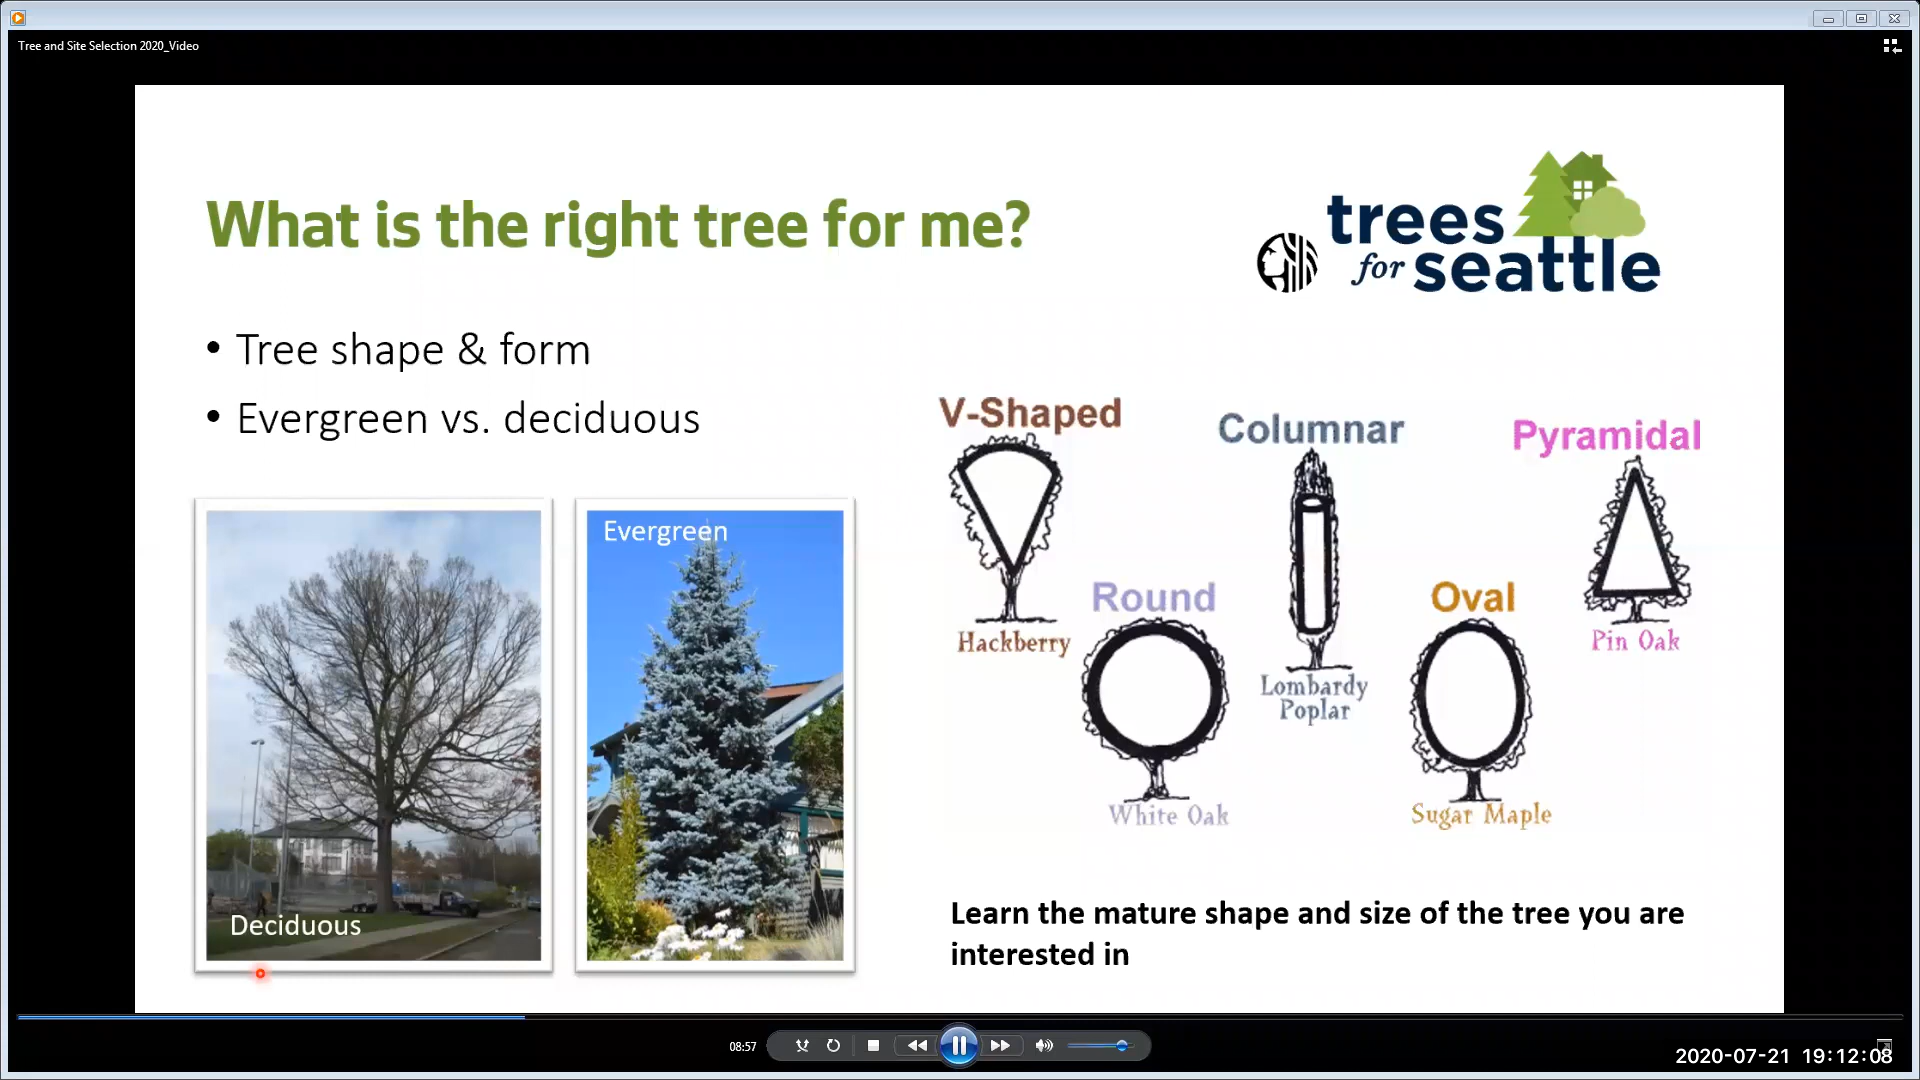 Tree and Site Selection 2020_Video
What is the right tree for me?
trees
for seattle
• Tree shape & form
• Evergreen vs. deciduous
Evergreen
Deciduous
V-Shaped
Hackberry
Columnar
Lombardy
Poplar
Pyramidal
Pin Oak
Round
White Oak
Oval
Sugar Maple
Learn the mature shape and size of the tree you are
interested in
08:57
2020-07-21 19:12:08